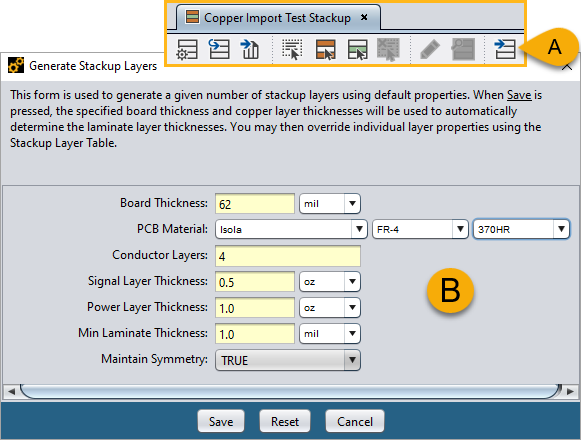 Copper Import Test Stackup ×
A
Generate Stackup Layers
This form is used to generate a given number of stackup layers using default properties. When Save is
pressed, the specified board thickness and copper layer thicknesses will be used to automatically
determine the laminate layer thicknesses. You may then override individual layer properties using the
Stackup Layer Table.
Board Thickness: 62 mil
PCB Material: Isola FR-4 370HR
Conductor Layers: 4
Signal Layer Thickness: 0.5 oz
Power Layer Thickness: 1.0 oz
B
Min Laminate Thickness: 1.0 mil
Maintain Symmetry: TRUE
Save Reset Cancel